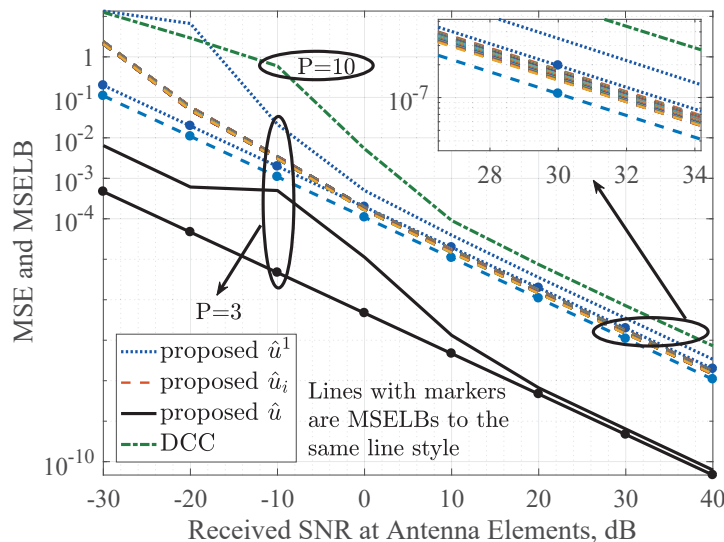 MSE and MSELB
1
10^-1
10^-2
10^-3
10^-4
10^-10
-30 -20 -10 0 10 20 30 40
Received SNR at Antenna Elements, dB
P=10
P=3
10^-7
28 30 32 34
proposed û^1
proposed û_i
proposed û
DCC
Lines with markers
are MSELBs to the
same line style